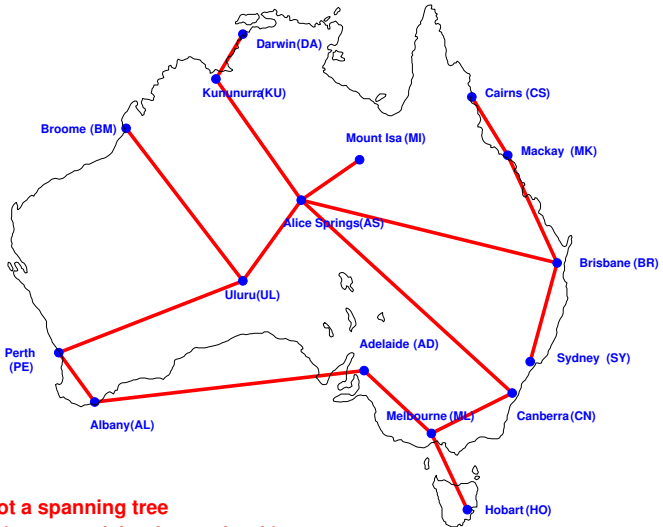 Darwin(DA)
Kununurra(KU)
Cairns (CS)
Broome (BM)
Mount Isa (MI)
Mackay (MK)
Alice Springs(AS)
Brisbane (BR)
Uluru(UL)
Adelaide (AD)
Perth
(PE)
Sydney (SY)
Melbourne (ML)
Canberra(CN)
Albany(AL)
ot a spanning tree
Hobart(HO)